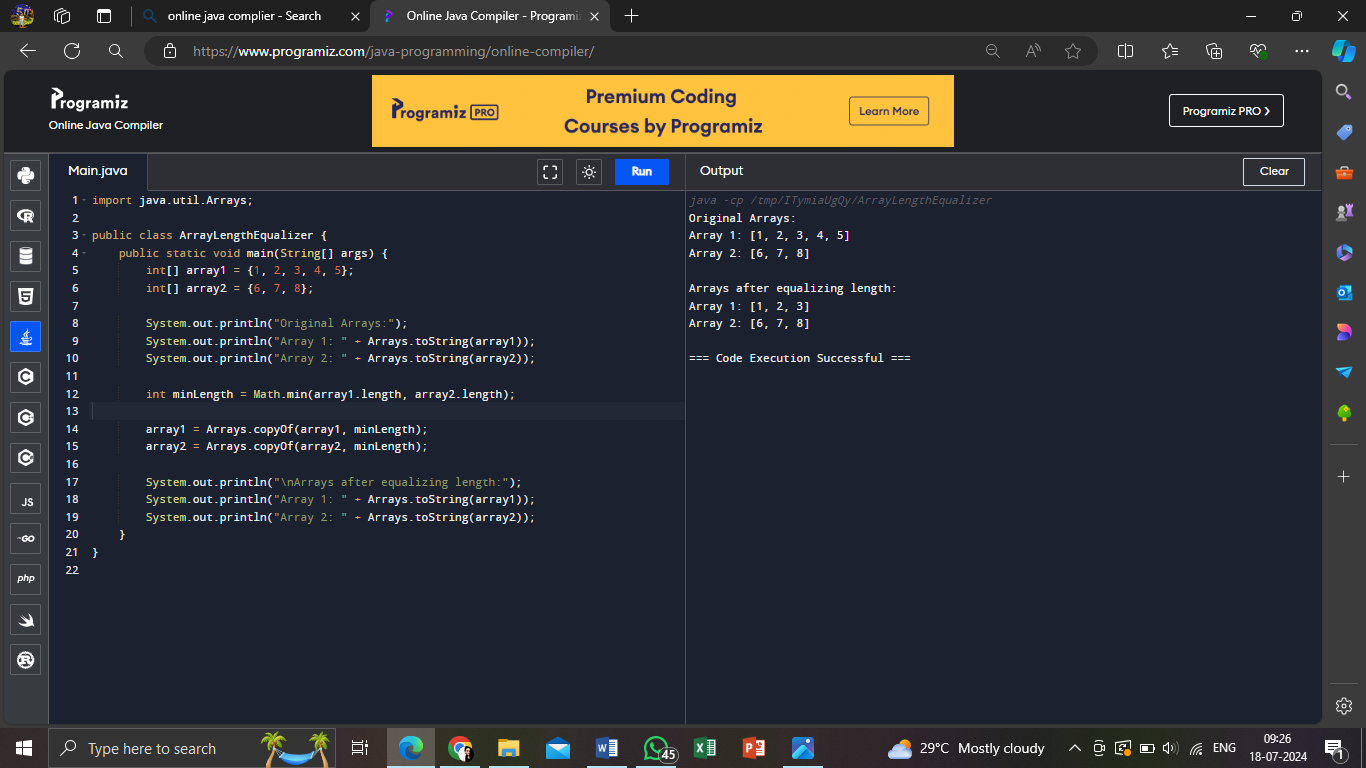 online java complier - Search
Online Java Compiler - Programiz
https://www.programiz.com/java-programming/online-compiler/
Programiz
Online Java Compiler
Programiz PRO
Premium Coding
Courses by Programiz
Learn More
Programiz PRO >
Main.java
Run
Output
Clear
1 import java.util.Arrays;
2
3 public class ArrayLengthEqualizer {
4 public static void main(String[] args) {
5 int[] array1 = {1, 2, 3, 4, 5};
6 int[] array2 = {6, 7, 8};
7
8 System.out.println("Original Arrays:");
9 System.out.println("Array 1: " + Arrays.toString(array1));
10 System.out.println("Array 2: " + Arrays.toString(array2));
11
12 int minLength = Math.min(array1.length, array2.length);
13
14 array1 = Arrays.copyOf(array1, minLength);
15 array2 = Arrays.copyOf(array2, minLength);
16
17 System.out.println("\nArrays after equalizing length:");
18 System.out.println("Array 1: " + Arrays.toString(array1));
19 System.out.println("Array 2: " + Arrays.toString(array2));
20 }
21 }
22
java -cp /tmp/ITymiaUgQy/ArrayLengthEqualizer
Original Arrays:
Array 1: [1, 2, 3, 4, 5]
Array 2: [6, 7, 8]
Arrays after equalizing length:
Array 1: [1, 2, 3]
Array 2: [6, 7, 8]
=== Code Execution Successful ===
JS
GO
php
Type here to search
45
29°C Mostly cloudy
ENG
09:26
18-07-2024
1